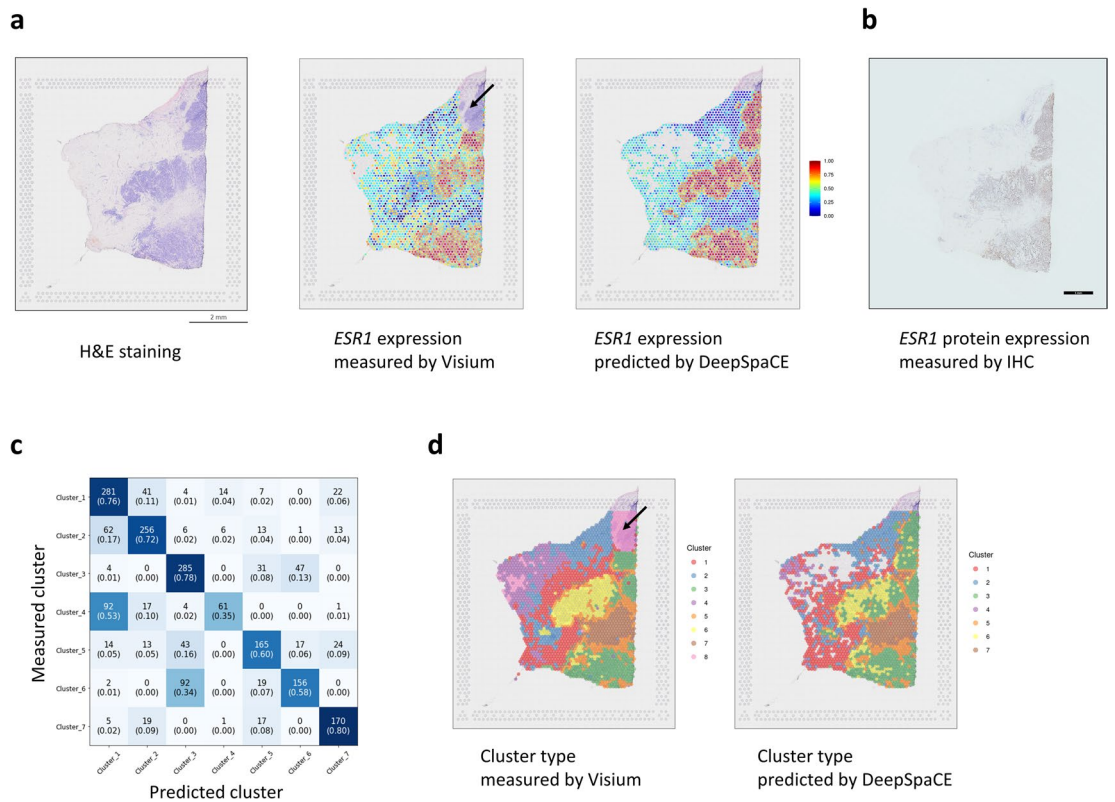 a
b
1.00
0.75
0.50
0.25
0.00
2 mm
H&E staining
ESR1 expression
measured by Visium
ESR1 expression
predicted by DeepSpaCE
ESR1 protein expression
measured by IHC
c
d
Measured cluster
Cluster_1
281 41 4 14 7 0 22
(0.76) (0.11) (0.01) (0.04) (0.02) (0.00) (0.06)
Cluster_2
62 256 6 6 13 1 13
(0.17) (0.72) (0.02) (0.02) (0.04) (0.00) (0.04)
Cluster_3
4 0 285 0 31 47 0
(0.01) (0.00) (0.78) (0.00) (0.08) (0.13) (0.00)
Cluster_4
92 17 4 61 0 0 1
(0.53) (0.10) (0.02) (0.35) (0.00) (0.00) (0.01)
Cluster_5
14 13 43 0 165 17 24
(0.05) (0.05) (0.16) (0.00) (0.60) (0.06) (0.09)
Cluster_6
2 0 92 0 19 156 0
(0.01) (0.00) (0.34) (0.00) (0.07) (0.58) (0.00)
Cluster_7
5 19 0 1 17 0 170
(0.02) (0.09) (0.00) (0.00) (0.08) (0.00) (0.80)
Cluster_1 Cluster_2 Cluster_3 Cluster_4 Cluster_5 Cluster_6 Cluster_7
Predicted cluster
Cluster
1
2
3
4
5
6
7
8
Cluster
1
2
3
4
5
6
7
Cluster type
measured by Visium
Cluster type
predicted by DeepSpaCE